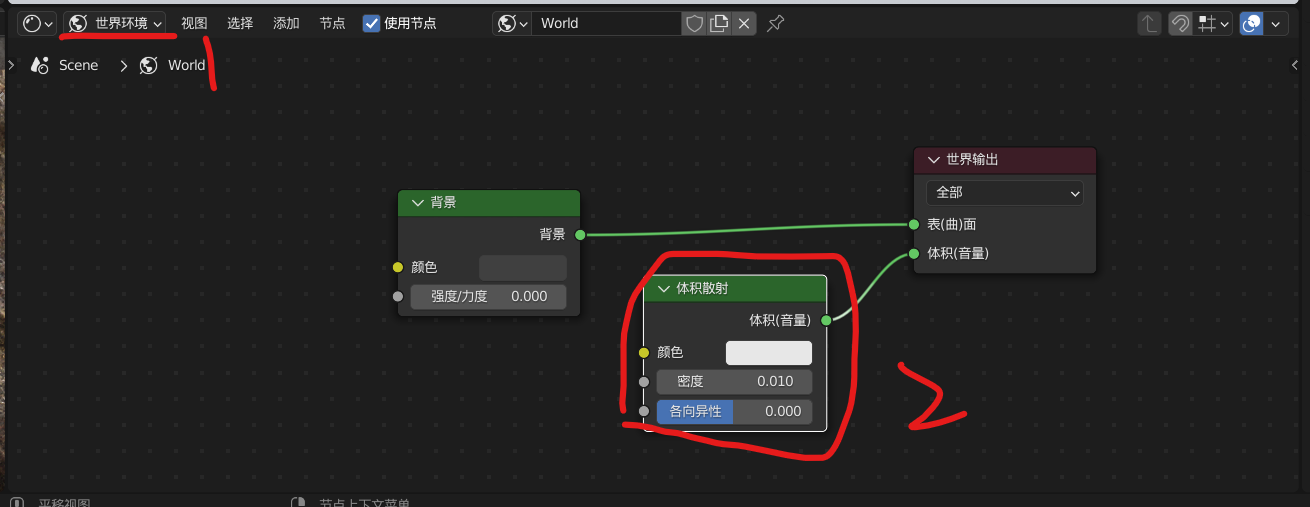 世界环境 视图 选择 添加 节点 使用节点 World
Scene World
世界输出
全部
表(曲)面
体积(音量)
背景
背景
颜色
强度/力度 0.000
体积散射
体积(音量)
颜色
密度 0.010
各向异性 0.000
1
2
平移视图 节点上下文菜单